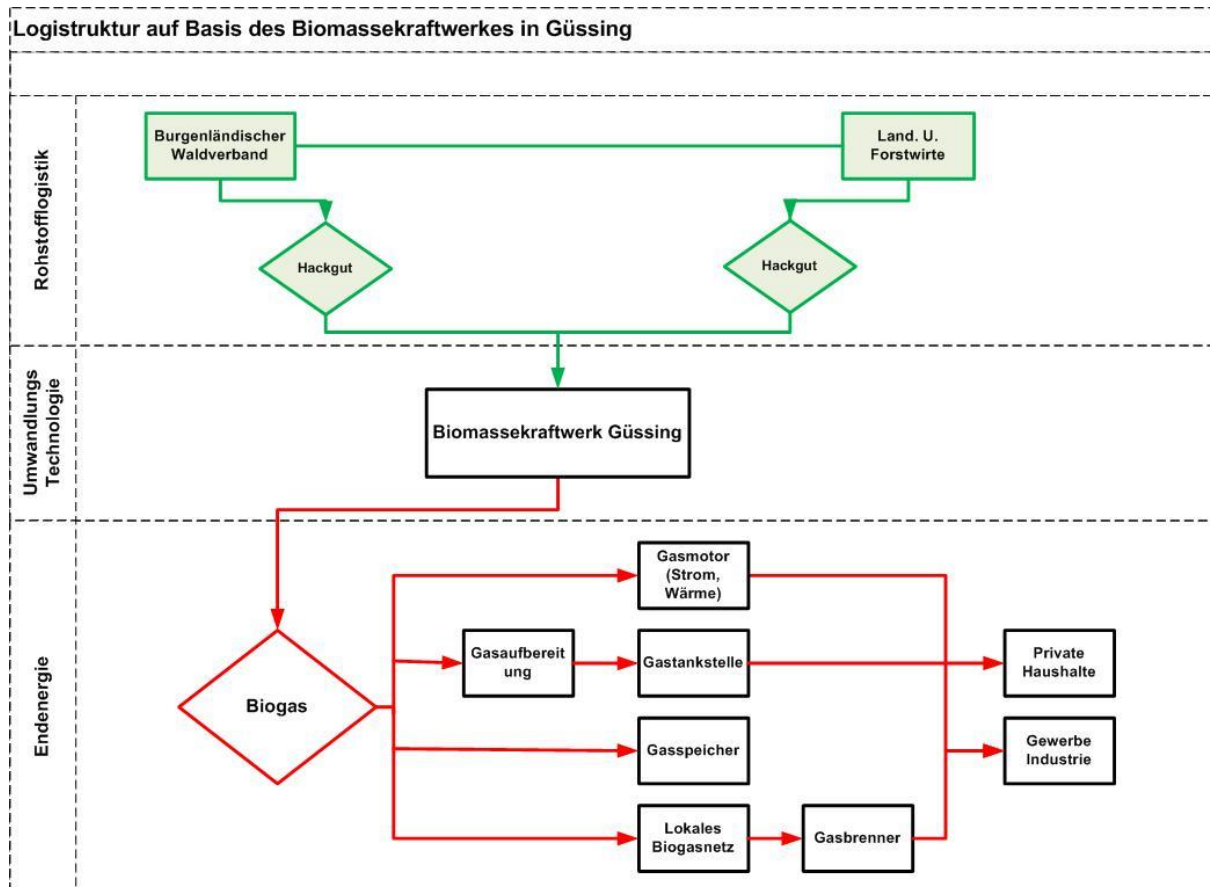 Logistruktur auf Basis des Biomassekraftwerkes in Güssing
Rohstofflogistik
Burgenländischer
Waldverband
Land. U.
Forstwirte
Hackgut
Hackgut
Umwandlungs
Technologie
Biomassekraftwerk Güssing
Endenergie
Biogas
Gasmotor
(Strom,
Wärme)
Gasaufbereit
ung
Gastankstelle
Private
Haushalte
Gasspeicher
Gewerbe
Industrie
Lokales
Biogasnetz
Gasbrenner